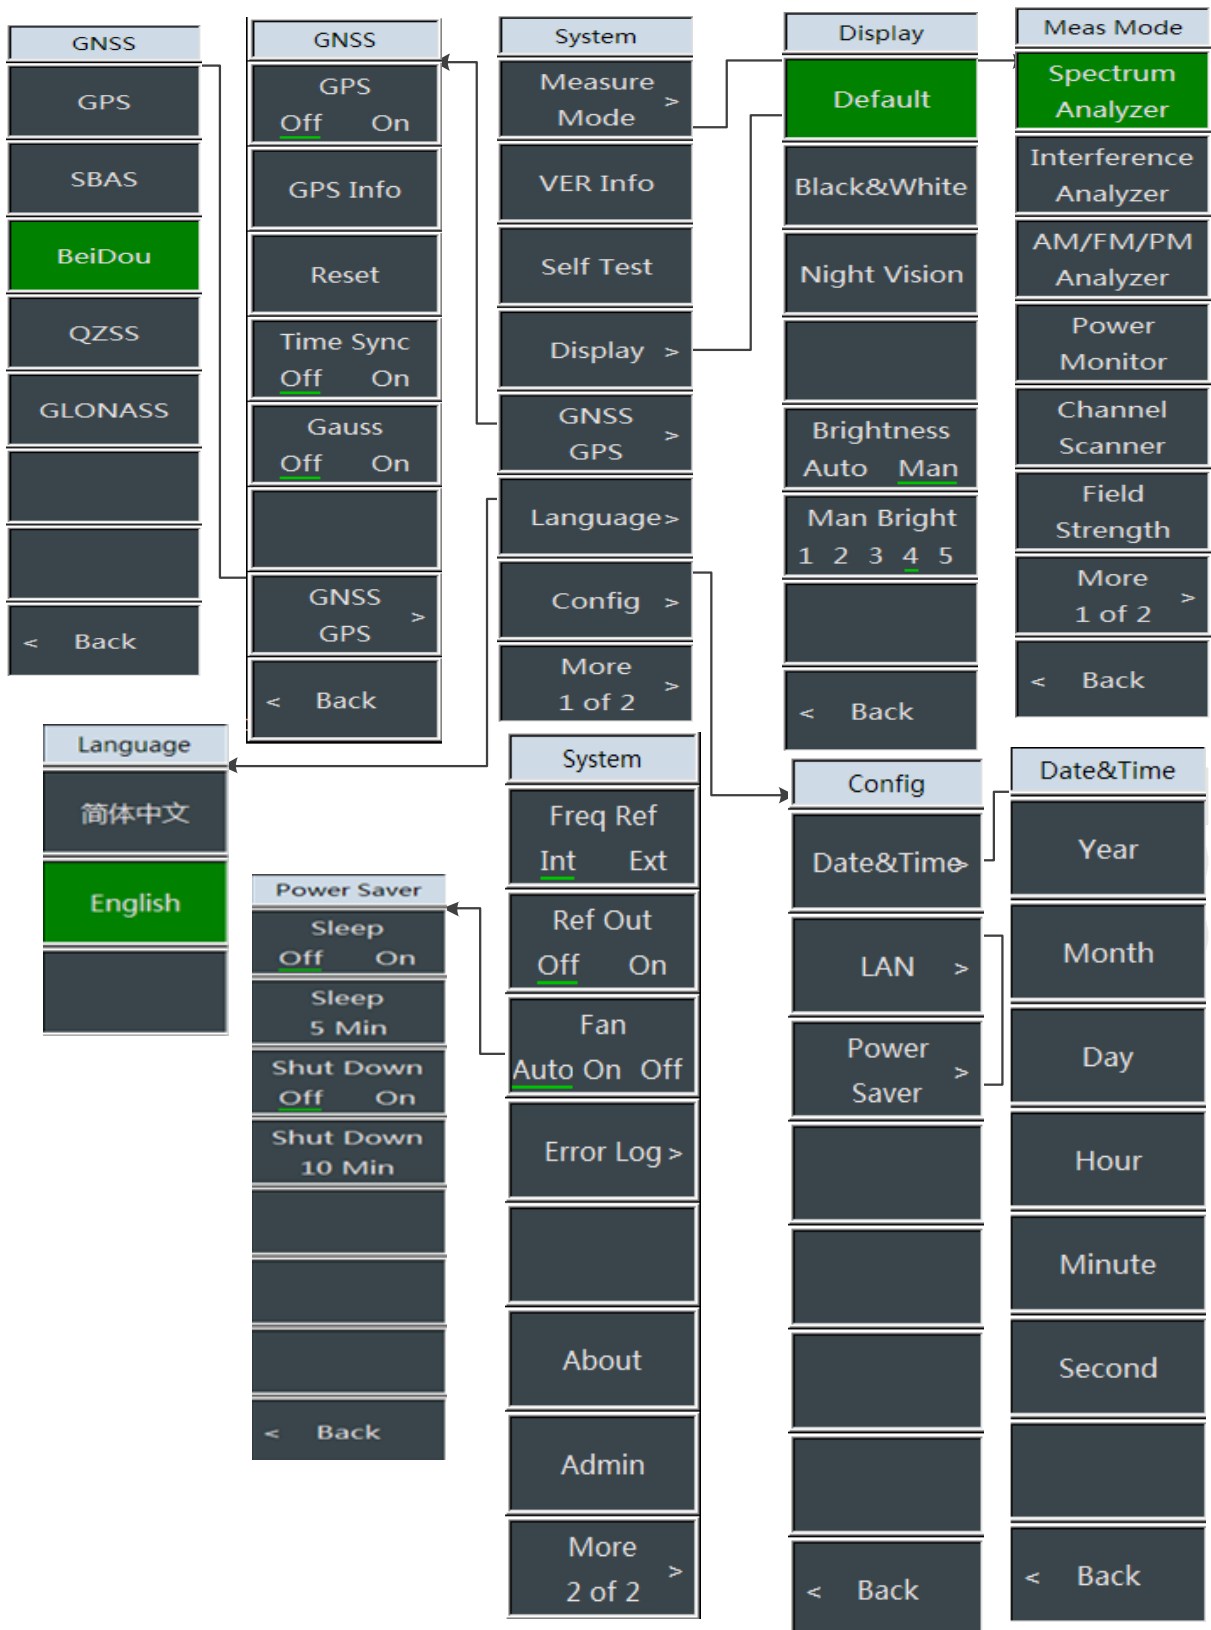 GNSS
GPS
SBAS
BeiDou
QZSS
GLONASS
< Back
GNSS
GPS
Off On
GPS Info
Reset
Time Sync
Off On
Gauss
Off On
GNSS
GPS >
< Back
System
Measure
Mode >
VER Info
Self Test
Display >
GNSS
GPS >
Language>
Config >
More
1 of 2 >
Display
Default
Black&White
Night Vision
Brightness
Auto Man
Man Bright
1 2 3 4 5
< Back
Meas Mode
Spectrum
Analyzer
Interference
Analyzer
AM/FM/PM
Analyzer
Power
Monitor
Channel
Scanner
Field
Strength
More
1 of 2 >
< Back
Language
简体中文
English
Power Saver
Sleep
Off On
Sleep
5 Min
Shut Down
Off On
Shut Down
10 Min
< Back
System
Freq Ref
Int Ext
Ref Out
Off On
Fan
Auto On Off
Error Log >
About
Admin
More
2 of 2 >
Config
Date&Time>
LAN >
Power
Saver >
< Back
Date&Time
Year
Month
Day
Hour
Minute
Second
< Back